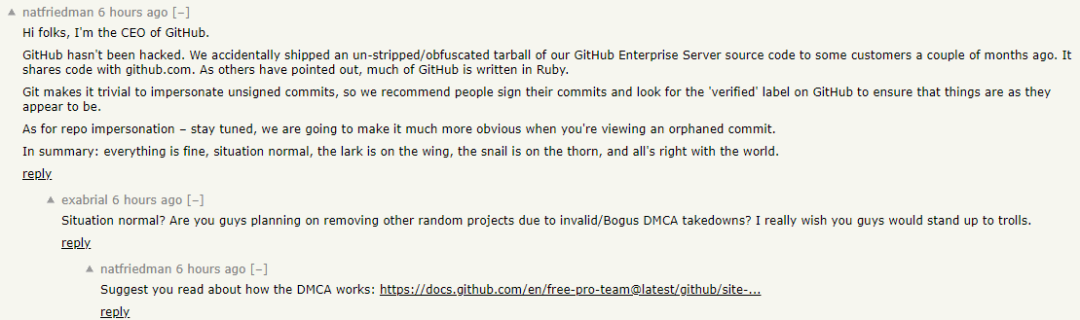 ▲ natfriedman 6 hours ago [–]
Hi folks, I'm the CEO of GitHub.
GitHub hasn't been hacked. We accidentally shipped an un-stripped/obfuscated tarball of our GitHub Enterprise Server source code to some customers a couple of months ago. It
shares code with github.com. As others have pointed out, much of GitHub is written in Ruby.
Git makes it trivial to impersonate unsigned commits, so we recommend people sign their commits and look for the 'verified' label on GitHub to ensure that things are as they
appear to be.
As for repo impersonation – stay tuned, we are going to make it much more obvious when you're viewing an orphaned commit.
In summary: everything is fine, situation normal, the lark is on the wing, the snail is on the thorn, and all's right with the world.
reply
▲ exabrial 6 hours ago [–]
Situation normal? Are you guys planning on removing other random projects due to invalid/Bogus DMCA takedowns? I really wish you guys would stand up to trolls.
reply
▲ natfriedman 6 hours ago [–]
Suggest you read about how the DMCA works: https://docs.github.com/en/free-pro-team@latest/github/site-...
reply